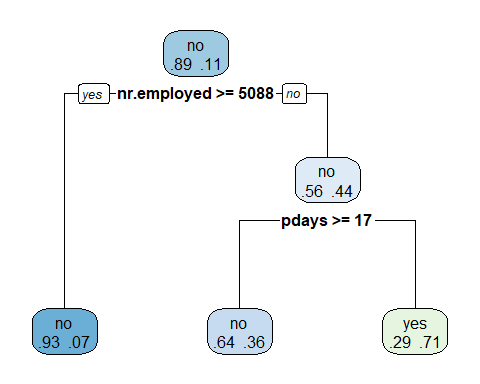 no
.89 .11
yes nr.employed >= 5088 no
no
.56 .44
pdays >= 17
no
.93 .07
no
.64 .36
yes
.29 .71